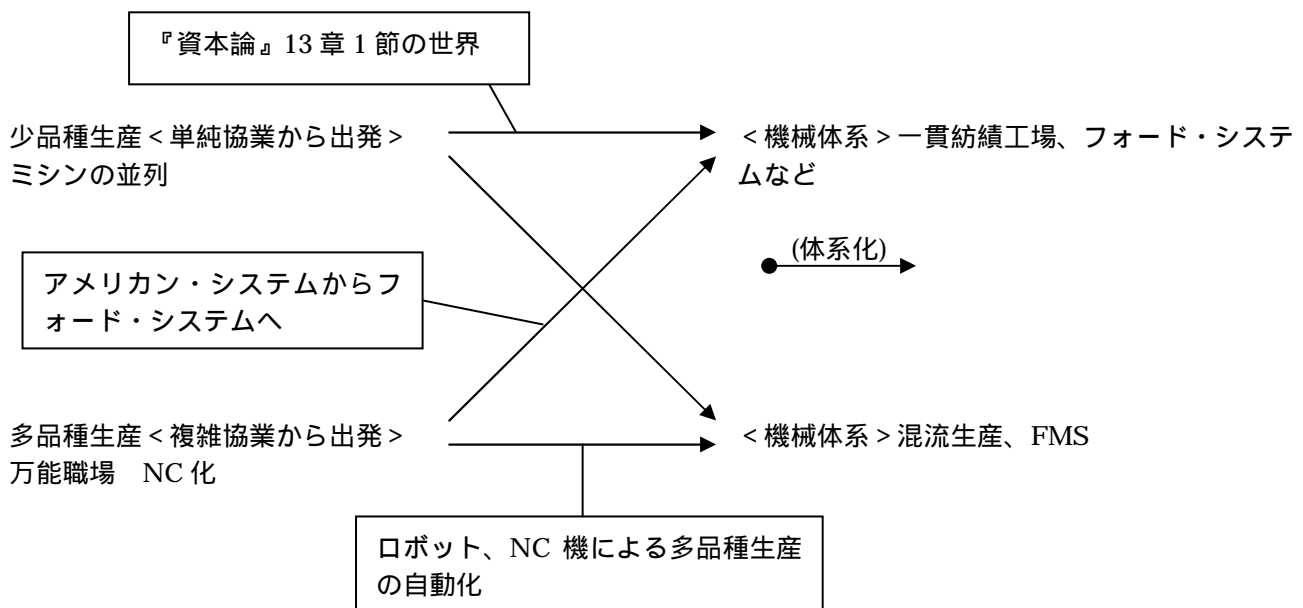 『資本論』13 章 1 節の世界
少品種生産＜単純協業から出発＞
ミシンの並列
＜機械体系＞一貫紡績工場、フォード・システ
ムなど
(体系化)
アメリカン・システムからフ
ォード・システムへ
多品種生産＜複雑協業から出発＞
万能職場　NC 化
＜機械体系＞混流生産、FMS
ロボット、NC 機による多品種生産
の自動化